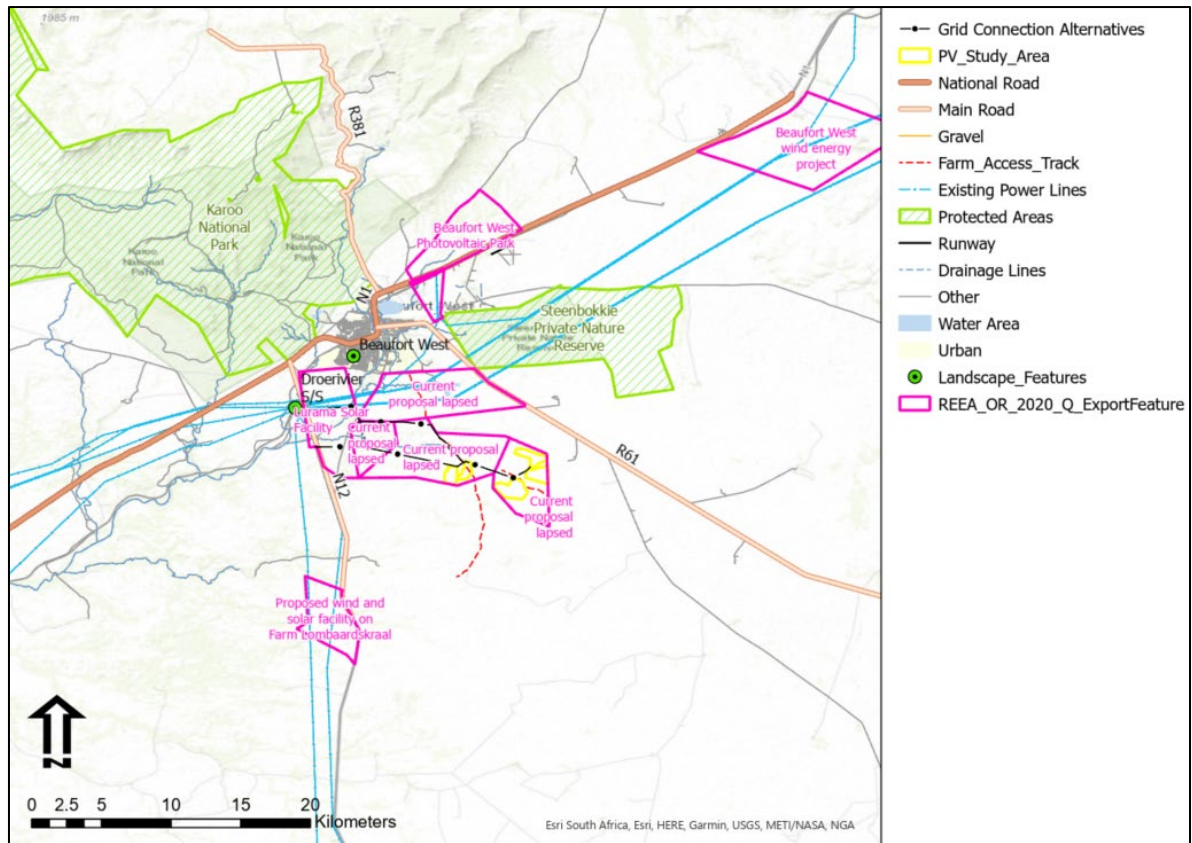 1985 m
R381
N1
Karoo
National
Park
Karoo
National
Park
Karoo
National
Park
N1
Beaufort West
wind energy
project
Beaufort West
Photovoltaic Park
Steenbokkie
Private Nature
Reserve
Beaufort West
Droerivier
S/S
Lurama Solar
Facility
Current
proposal lapsed
Current
proposal
lapsed
Current proposal
lapsed
Current
proposal
lapsed
N12
R61
Proposed wind and
solar facility on
Farm Lombaardskraal
N
0 2.5 5 10 15 20
Kilometers
Esri South Africa, Esri, HERE, Garmin, USGS, METI/NASA, NGA
Grid Connection Alternatives
PV_Study_Area
National Road
Main Road
Gravel
Farm_Access_Track
Existing Power Lines
Protected Areas
Runway
Drainage Lines
Other
Water Area
Urban
Landscape_Features
REEA_OR_2020_Q_ExportFeature